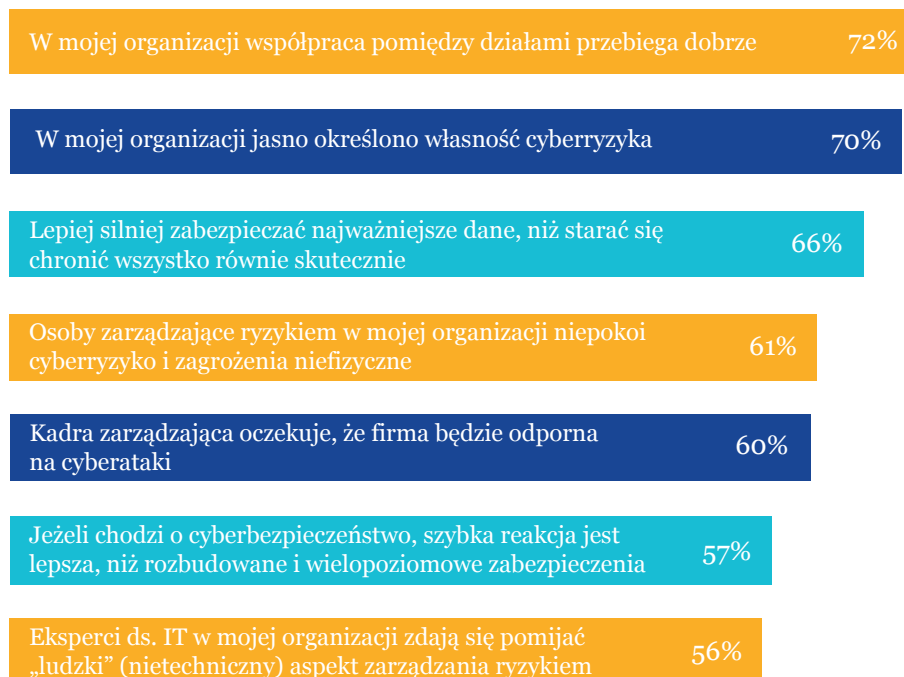 W mojej organizacji współpraca pomiędzy działami przebiega dobrze 72%
W mojej organizacji jasno określono własność cyberryzyka 70%
Lepiej silniej zabezpieczać najważniejsze dane, niż starać się
chronić wszystko równie skutecznie
66%
Osoby zarządzające ryzykiem w mojej organizacji niepokoi
cyberryzyko i zagrożenia niefizyczne
61%
Kadra zarządzająca oczekuje, że firma będzie odporna
na cyberataki
60%
Jeżeli chodzi o cyberbezpieczeństwo, szybka reakcja jest
lepsza, niż rozbudowane i wielopoziomowe zabezpieczenia
57%
Eksperci ds. IT w mojej organizacji zdają się pomijać
„ludzki” (nietechniczny) aspekt zarządzania ryzykiem
56%